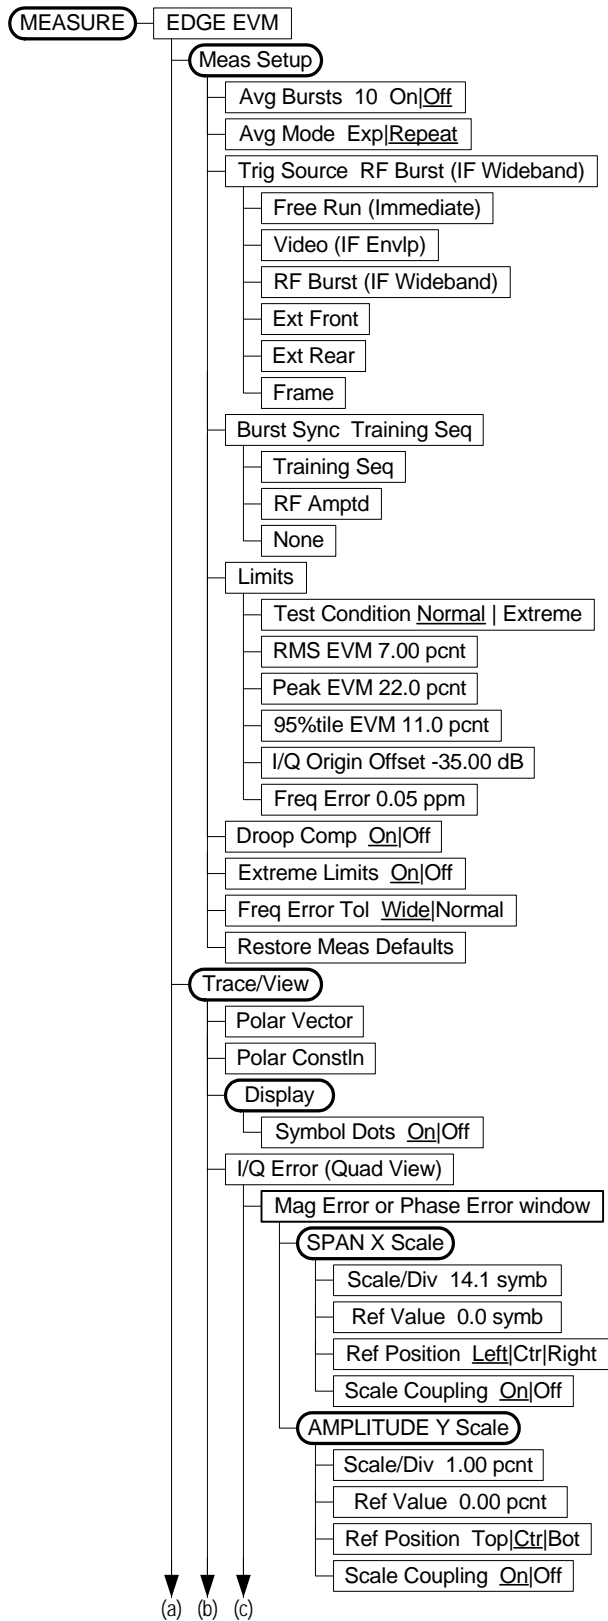 MEASURE EDGE EVM
Meas Setup
Avg Bursts 10 On|Off
Avg Mode Exp|Repeat
Trig Source RF Burst (IF Wideband)
Free Run (Immediate)
Video (IF Envlp)
RF Burst (IF Wideband)
Ext Front
Ext Rear
Frame
Burst Sync Training Seq
Training Seq
RF Amptd
None
Limits
Test Condition Normal | Extreme
RMS EVM 7.00 pcnt
Peak EVM 22.0 pcnt
95%tile EVM 11.0 pcnt
I/Q Origin Offset -35.00 dB
Freq Error 0.05 ppm
Droop Comp On|Off
Extreme Limits On|Off
Freq Error Tol Wide|Normal
Restore Meas Defaults
Trace/View
Polar Vector
Polar Constln
Display
Symbol Dots On|Off
I/Q Error (Quad View)
Mag Error or Phase Error window
SPAN X Scale
Scale/Div 14.1 symb
Ref Value 0.0 symb
Ref Position Left|Ctr|Right
Scale Coupling On|Off
AMPLITUDE Y Scale
Scale/Div 1.00 pcnt
Ref Value 0.00 pcnt
Ref Position Top|Ctr|Bot
Scale Coupling On|Off
(a) (b) (c)